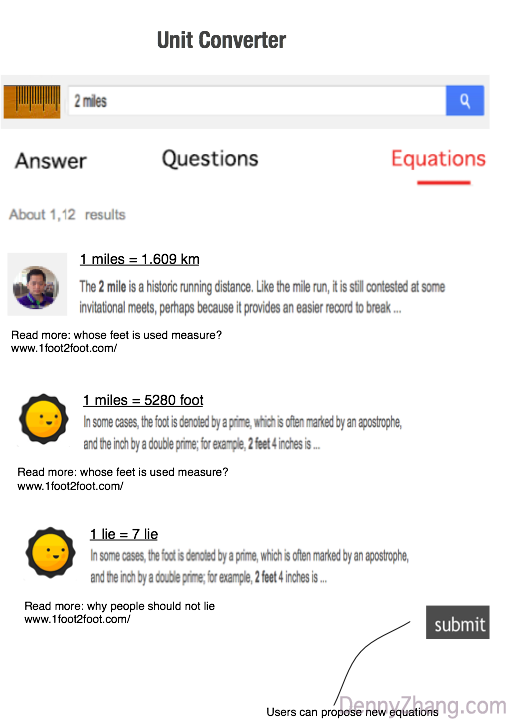 Unit Converter
2 miles
Answer Questions Equations
About 1,12 results
1 miles = 1.609 km
The 2 mile is a historic running distance. Like the mile run, it is still contested at some
invitational meets, perhaps because it provides an easier record to break ...
Read more: whose feet is used measure?
www.1foot2foot.com/
1 miles = 5280 foot
In some cases, the foot is denoted by a prime, which is often marked by an apostrophe,
and the inch by a double prime; for example, 2 feet 4 inches is ...
Read more: whose feet is used measure?
www.1foot2foot.com/
1 lie = 7 lie
In some cases, the foot is denoted by a prime, which is often marked by an apostrophe,
and the inch by a double prime; for example, 2 feet 4 inches is ...
Read more: why people should not lie
www.1foot2foot.com/
submit
DennyZhang.com
Users can propose new equations